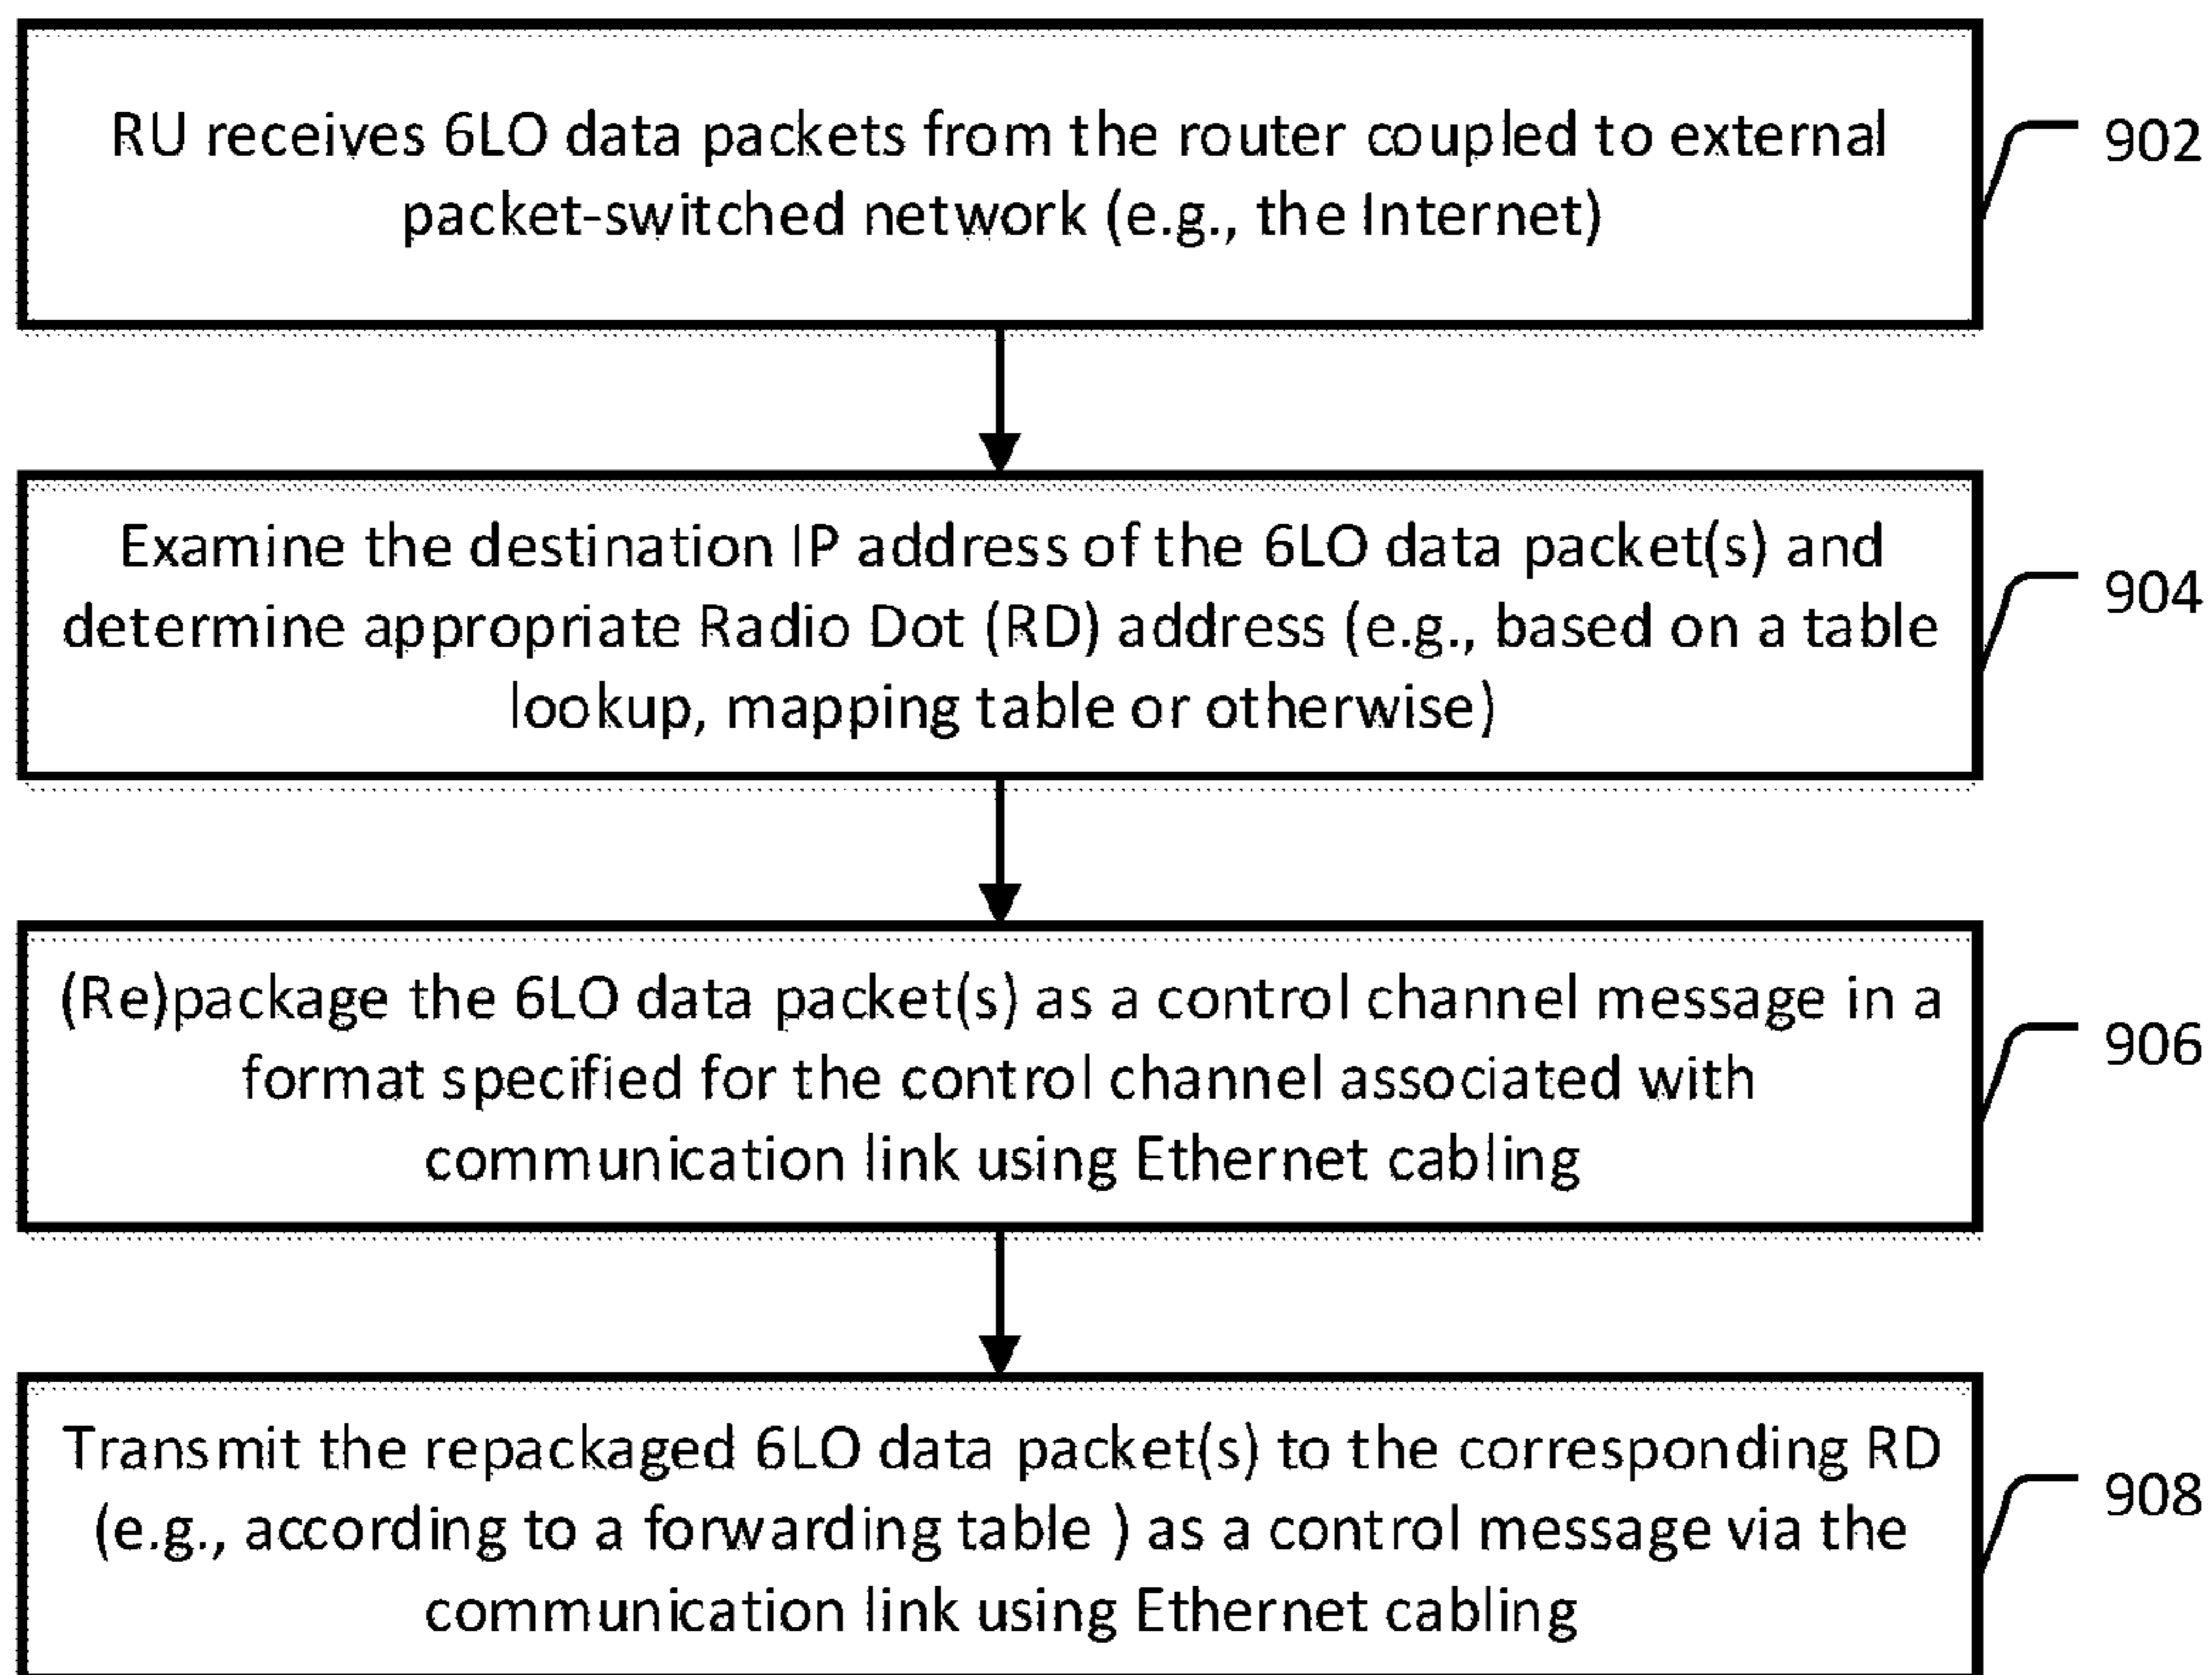 RU receives 6LO data packets from the router coupled to external
packet-switched network (e.g., the Internet)
902
Examine the destination IP address of the 6LO data packet(s) and
determine appropriate Radio Dot (RD) address (e.g., based on a table
lookup, mapping table or otherwise)
904
(Re)package the 6LO data packet(s) as a control channel message in a
format specified for the control channel associated with
communication link using Ethernet cabling
906
Transmit the repackaged 6LO data packet(s) to the corresponding RD
(e.g., according to a forwarding table ) as a control message via the
communication link using Ethernet cabling
908